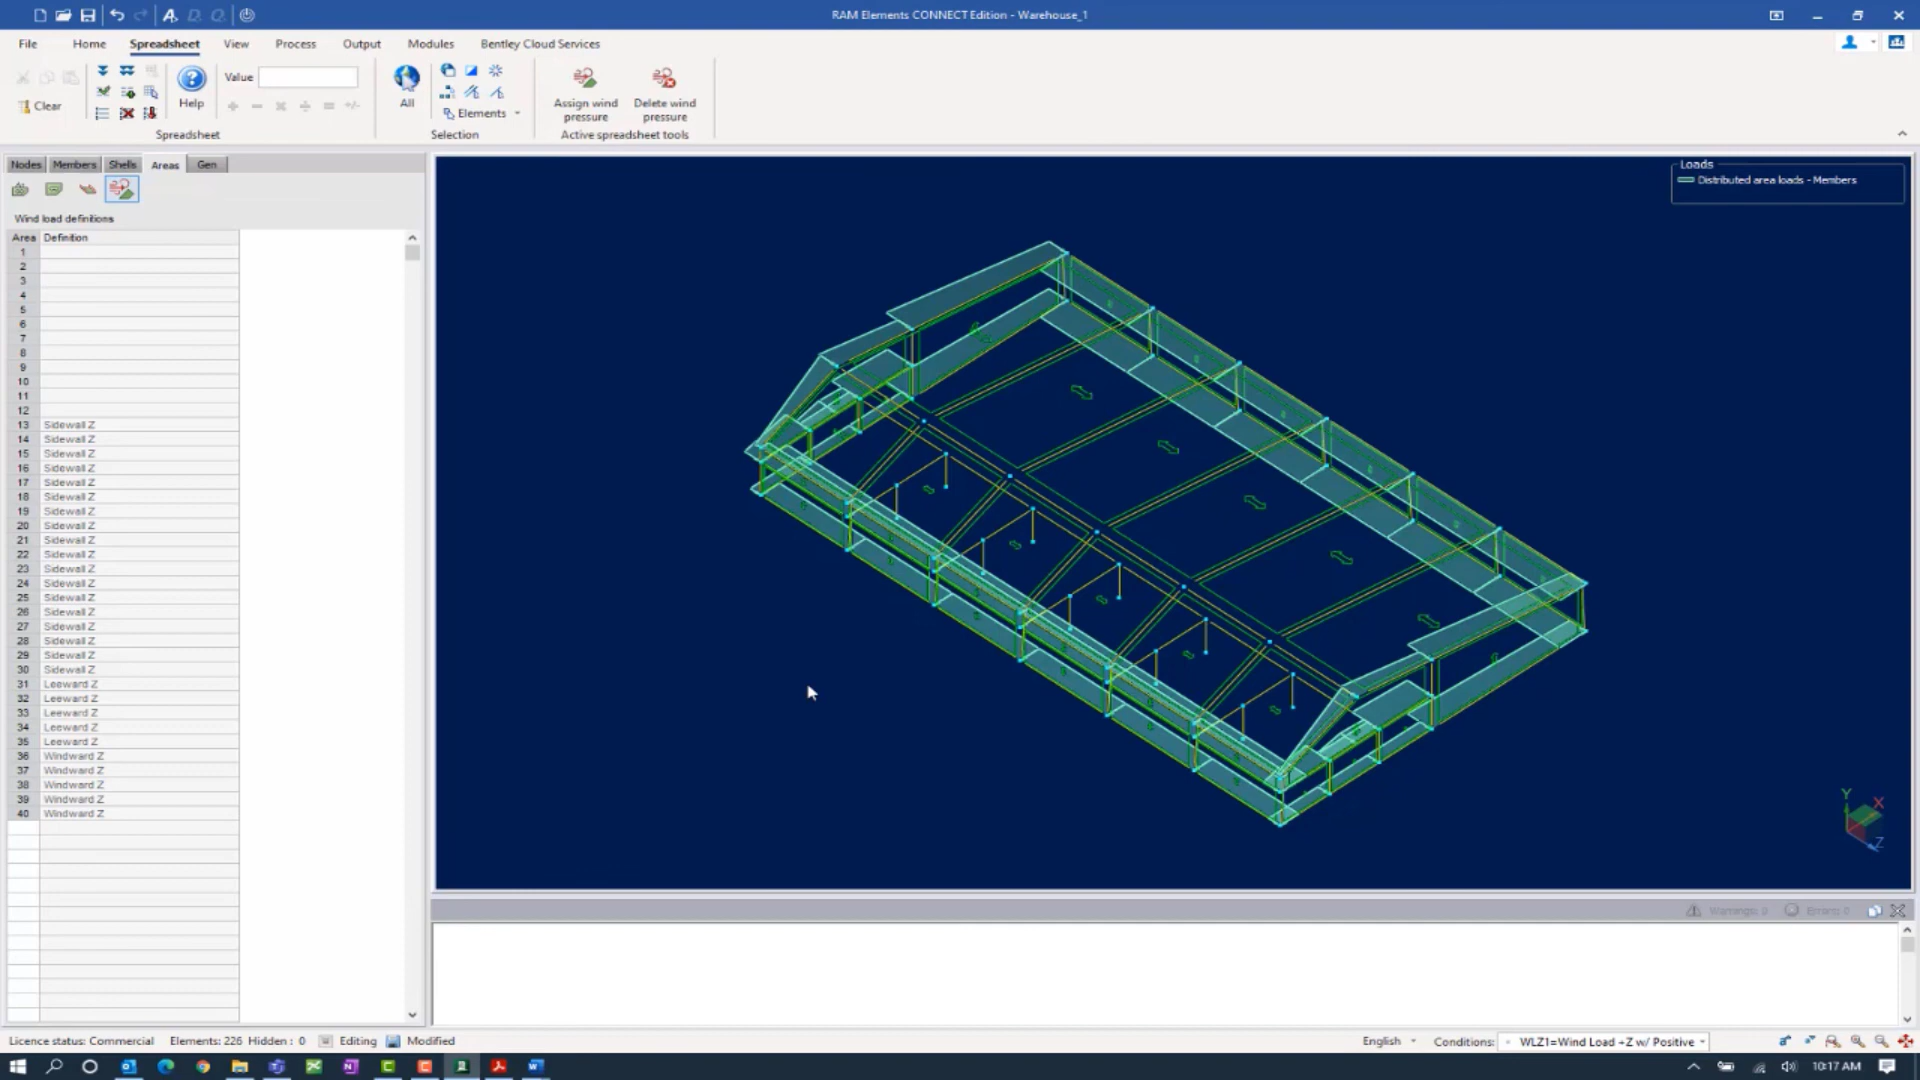 RAM Elements CONNECT Edition - Warehouse_1
File Home Spreadsheet View Process Output Modules Bentley Cloud Services
Clear
Help
Value
Spreadsheet
All
Elements
Selection
Assign wind pressure
Delete wind pressure
Active spreadsheet tools
Nodes Members Shells Areas Gen
Wind load definitions
Area Definition
1
2
3
4
5
6
7
8
9
10
11
12
13 Sidewall Z
14 Sidewall Z
15 Sidewall Z
16 Sidewall Z
17 Sidewall Z
18 Sidewall Z
19 Sidewall Z
20 Sidewall Z
21 Sidewall Z
22 Sidewall Z
23 Sidewall Z
24 Sidewall Z
25 Sidewall Z
26 Sidewall Z
27 Sidewall Z
28 Sidewall Z
29 Sidewall Z
30 Sidewall Z
31 Leeward Z
32 Leeward Z
33 Leeward Z
34 Leeward Z
35 Leeward Z
36 Windward Z
37 Windward Z
38 Windward Z
39 Windward Z
40 Windward Z
Loads
Distributed area loads - Members
Y
X
Z
Warnings: 0 Errors: 0
Licence status: Commercial Elements: 226 Hidden : 0 Editing Modified
English Conditions: WLZ1=Wind Load +Z w/ Positive
10:17 AM